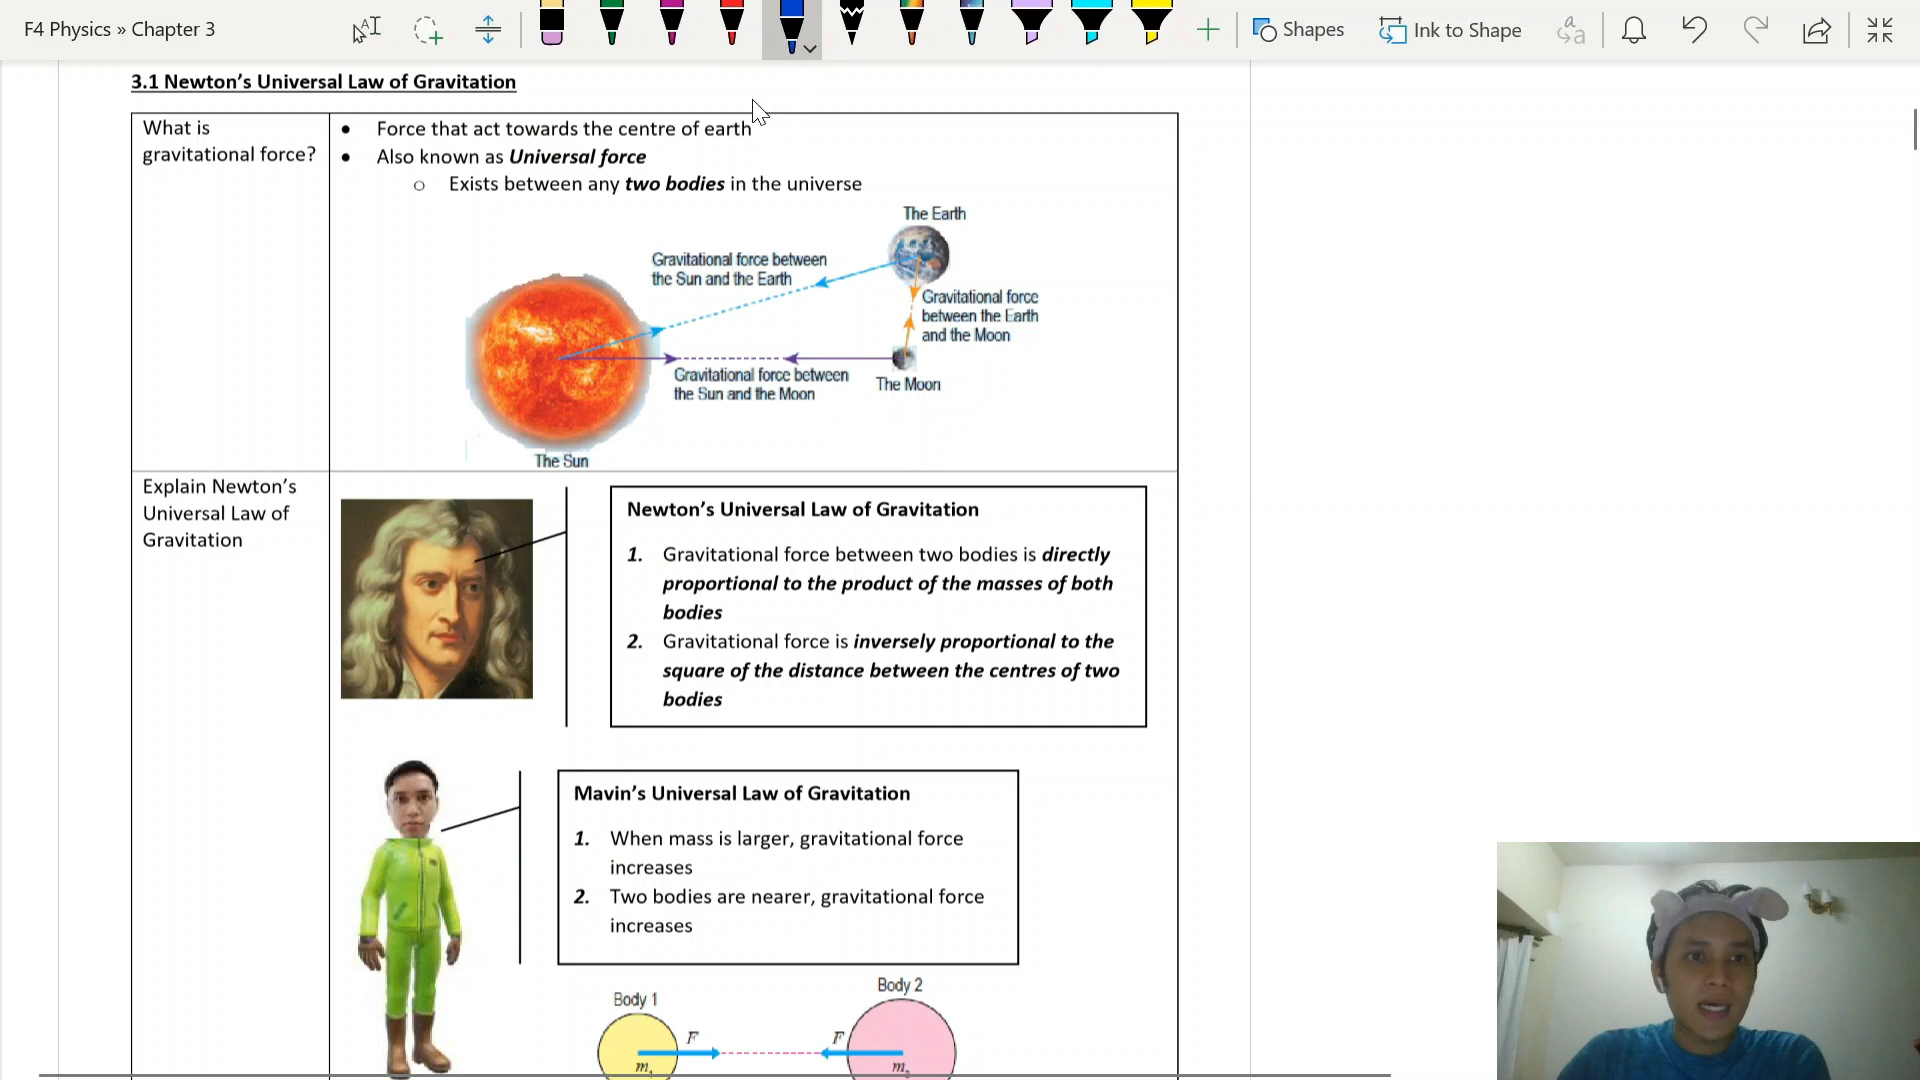 F4 Physics » Chapter 3
Shapes
Ink to Shape
3.1 Newton's Universal Law of Gravitation
What is
gravitational force?
• Force that act towards the centre of earth
• Also known as Universal force
o Exists between any two bodies in the universe
The Earth
Gravitational force between
the Sun and the Earth
Gravitational force
between the Earth
and the Moon
Gravitational force between
the Sun and the Moon
The Moon
The Sun
Explain Newton's
Universal Law of
Gravitation
Newton's Universal Law of Gravitation
1. Gravitational force between two bodies is directly
proportional to the product of the masses of both
bodies
2. Gravitational force is inversely proportional to the
square of the distance between the centres of two
bodies
Mavin's Universal Law of Gravitation
1. When mass is larger, gravitational force
increases
2. Two bodies are nearer, gravitational force
increases
Body 1
Body 2
F
F
m₁
m₂